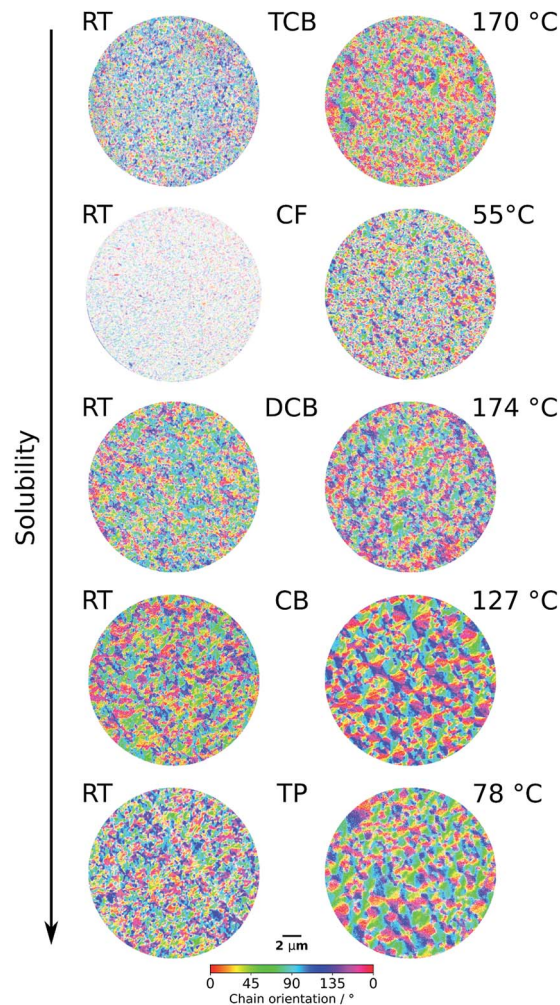 RT TCB 170 °C
RT CF 55°C
RT DCB 174 °C
Solubility
RT CB 127 °C
RT TP 78 °C
2 μm
0 45 90 135 0
Chain orientation / °